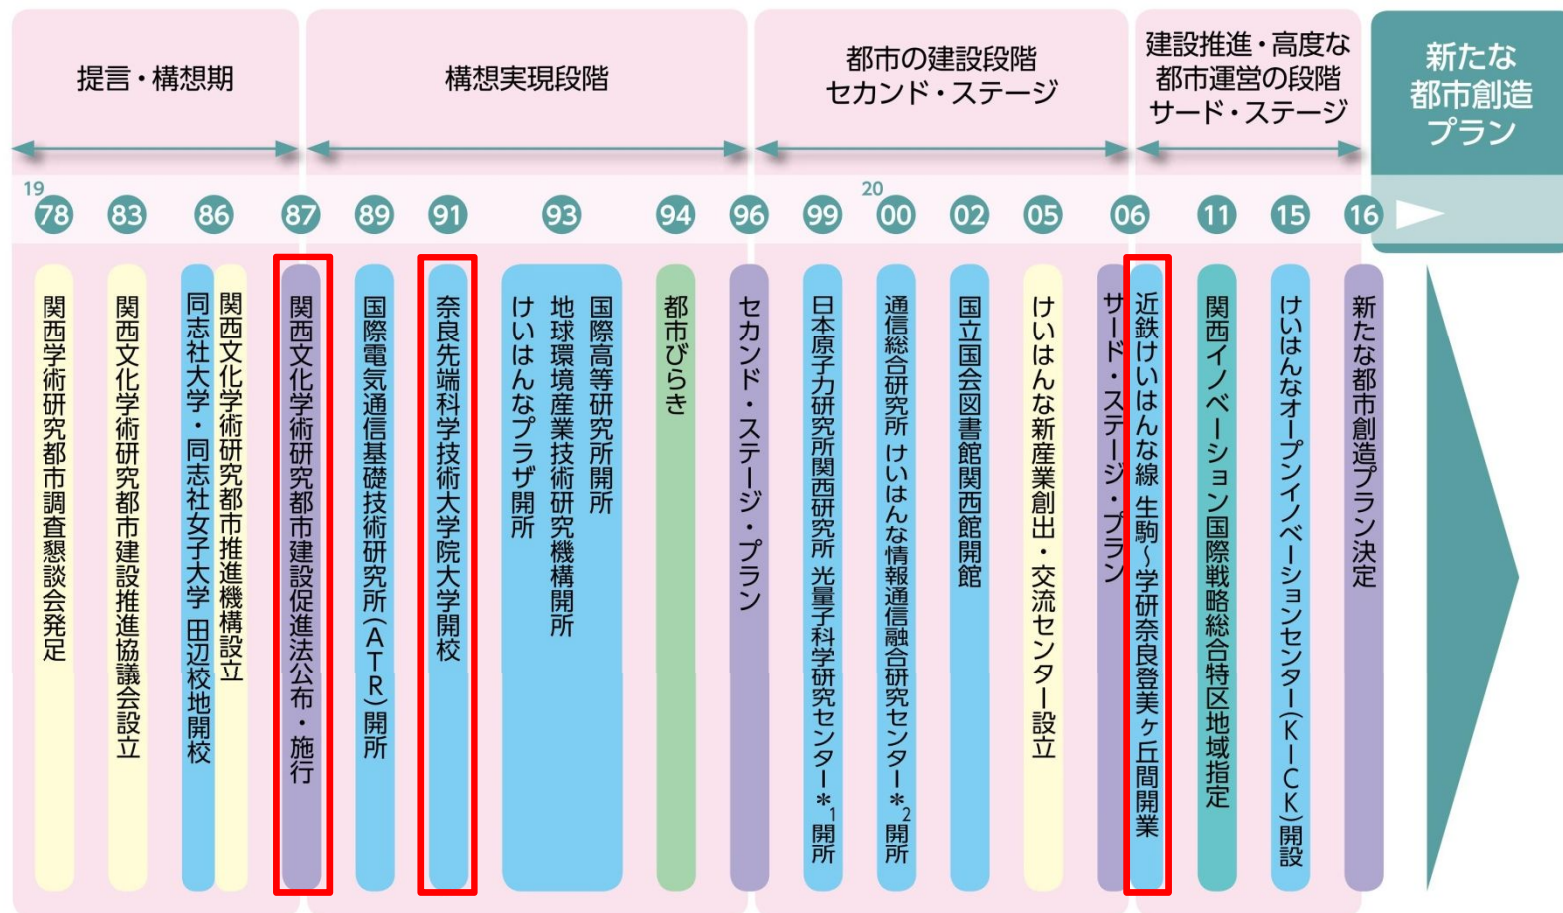 提言・構想期
構想実現段階
都市の建設段階
セカンド・ステージ
建設推進・高度な
都市運営の段階
サード・ステージ
新たな
都市創造
プラン
19
78
83
86
87
89
91
93
94
96
99
20
00
02
05
06
11
15
16
関西学術研究都市調査懇談会発足
関西文化学術研究都市建設推進協議会設立
同志社大学・同志社女子大学 田辺校地開校
関西文化学術研究都市推進機構設立
関西文化学術研究都市建設促進法公布・施行
国際電気通信基礎技術研究所(ATR)開所
奈良先端科学技術大学院大学開校
けいはんなプラザ開所
地球環境産業技術研究機構開所
国際高等研究所開所
都市びらき
セカンド・ステージ・プラン
日本原子力研究所関西研究所 光量子科学研究センター*1開所
通信総合研究所 けいはんな情報通信融合研究センター*2開所
国立国会図書館関西館開館
けいはんな新産業創出・交流センター設立
サード・ステージ・プラン
近鉄けいはんな線 生駒〜学研奈良登美ヶ丘間開業
関西イノベーション国際戦略総合特区地域指定
けいはんなオープンイノベーションセンター(KICK)開設
新たな都市創造プラン決定